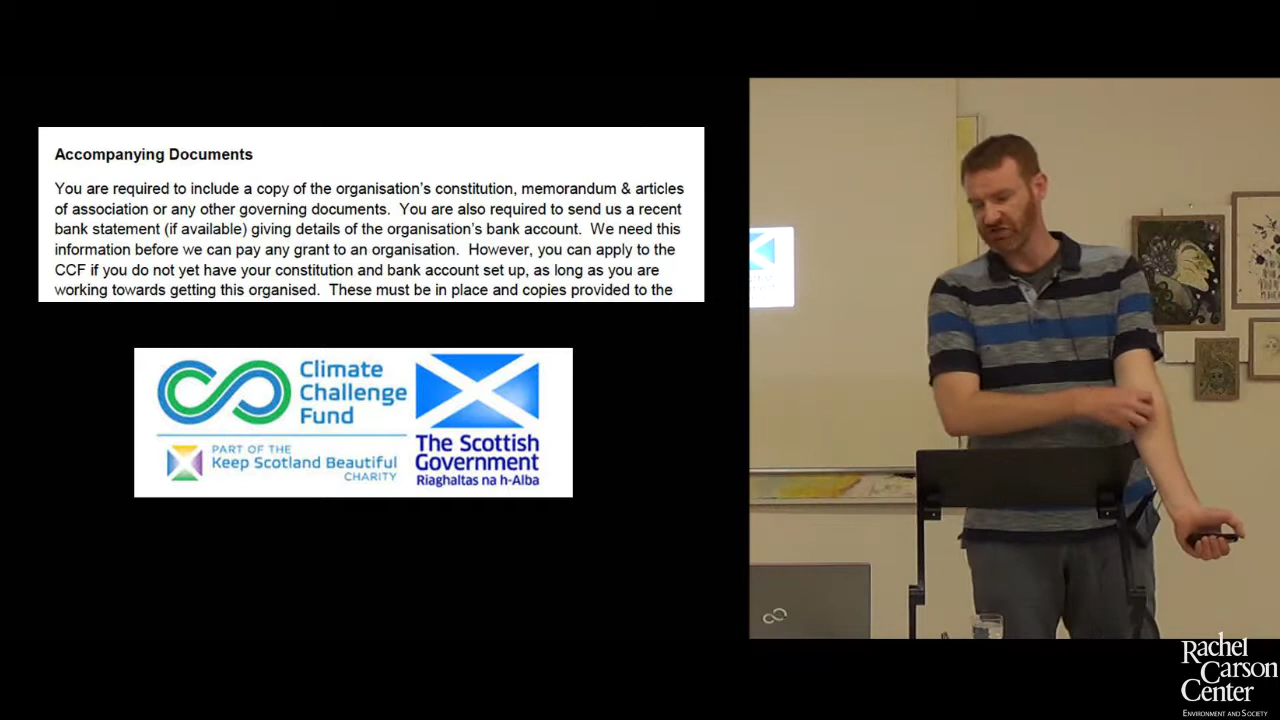 Accompanying Documents
You are required to include a copy of the organisation's constitution, memorandum & articles
of association or any other governing documents. You are also required to send us a recent
bank statement (if available) giving details of the organisation's bank account. We need this
information before we can pay any grant to an organisation. However, you can apply to the
CCF if you do not yet have your constitution and bank account set up, as long as you are
working towards getting this organised. These must be in place and copies provided to the
Climate
Challenge
Fund
PART OF THE
Keep Scotland Beautiful
CHARITY
The Scottish
Government
Riaghaltas na h-Alba
Rachel
Carson
Center
ENVIRONMENT AND SOCIETY